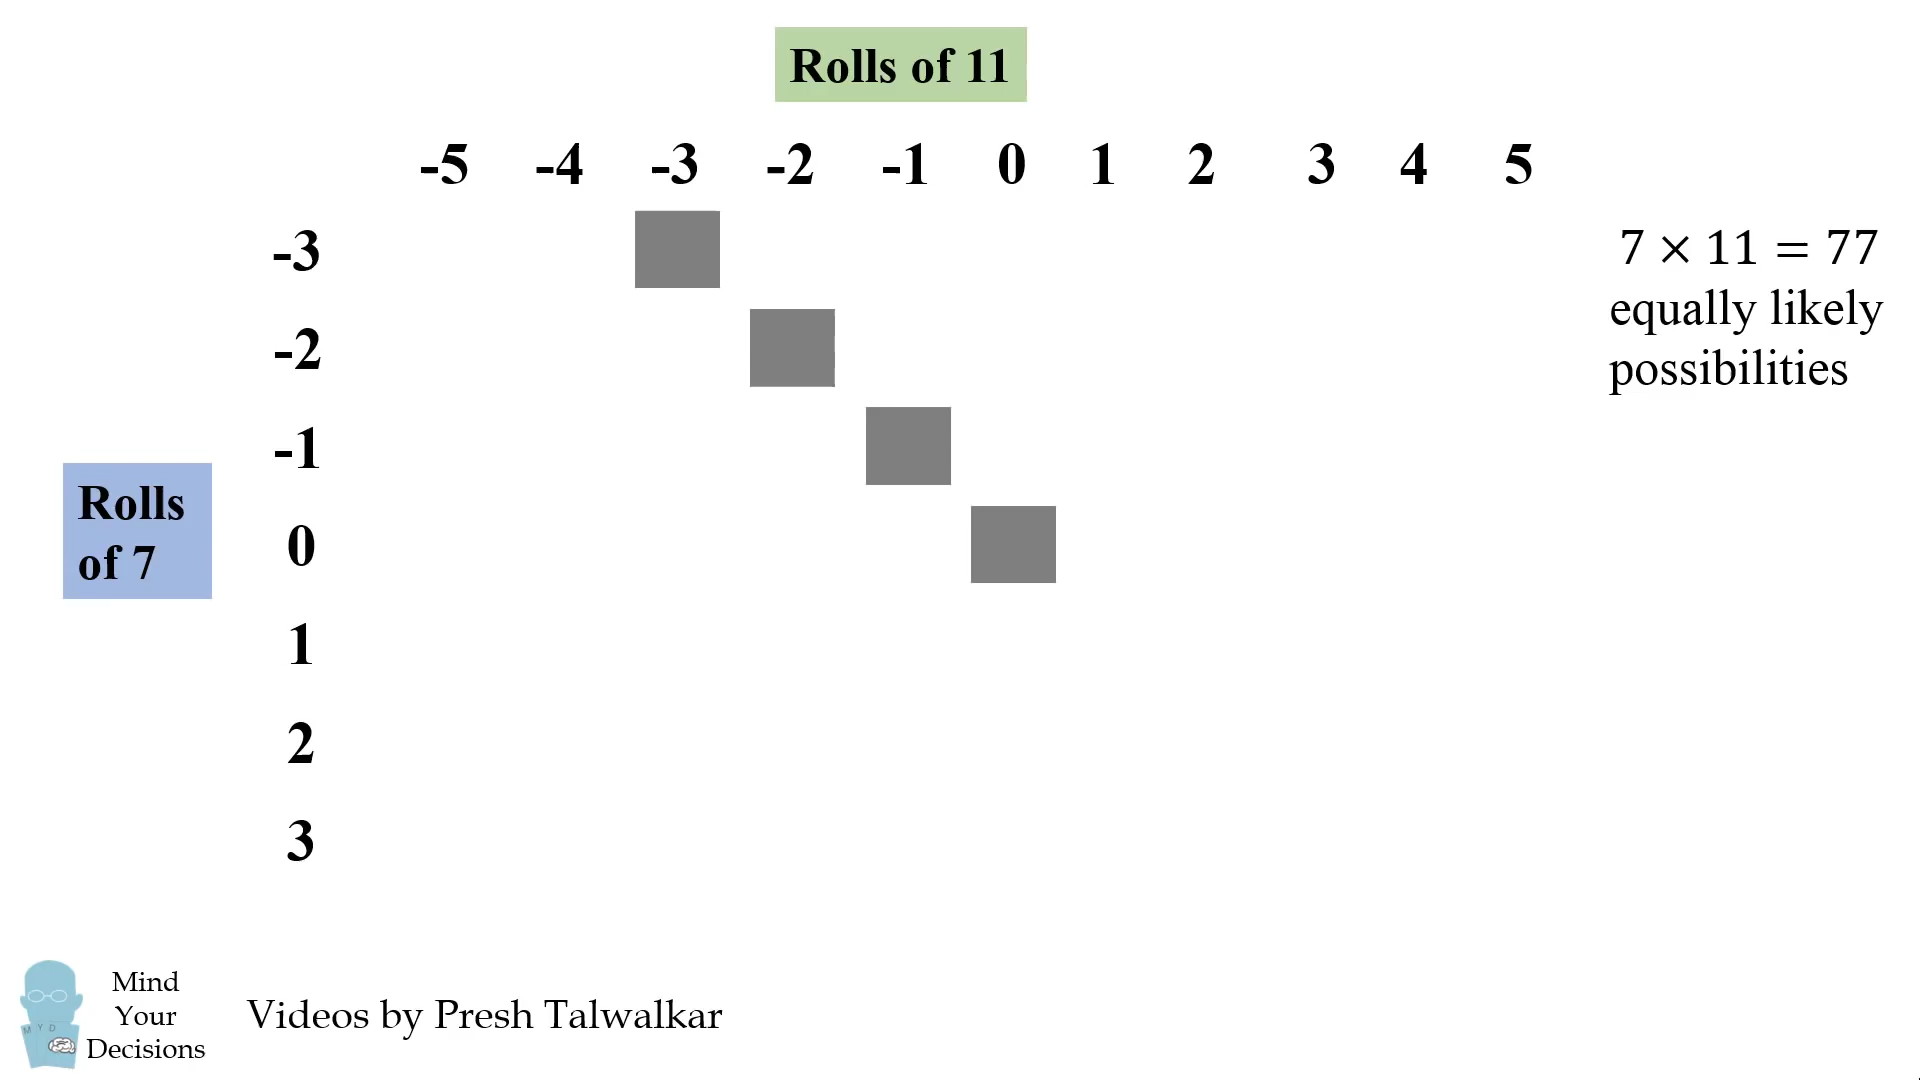 Rolls of 11
-5 -4 -3 -2 -1 0 1 2 3 4 5
-3
7 × 11 = 77
equally likely
possibilities
-2
-1
Rolls
of 7
0
1
2
3
Mind
Your
Decisions
M Y D
Videos by Presh Talwalkar